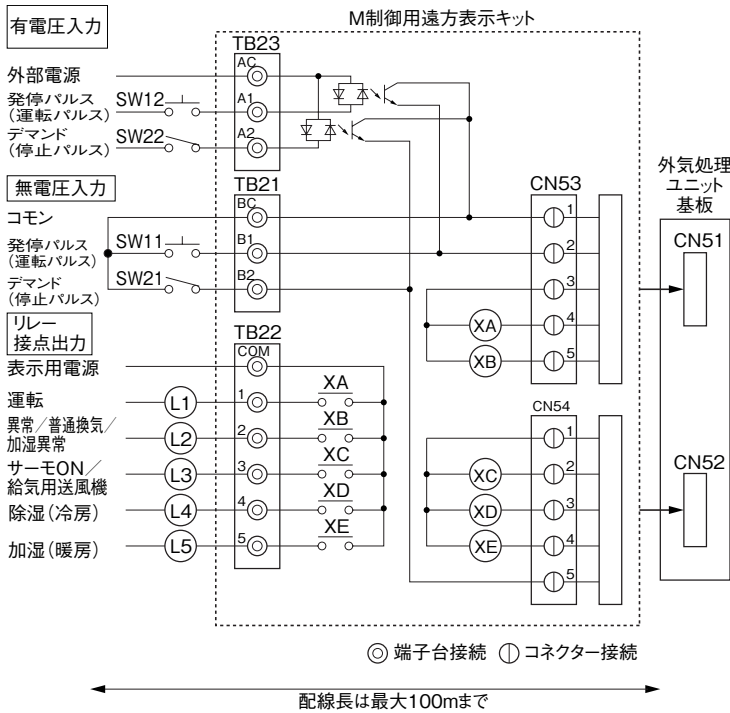 M制御用遠方表示キット
有電圧入力
TB23
外部電源
AC
発停パルス
(運転パルス)
SW12
A1
デマンド
(停止パルス)
SW22
A2
無電圧入力
TB21
CN53
外気処理
ユニット
基板
コモン
BC
1
発停パルス
(運転パルス)
SW11
B1
2
CN51
デマンド
(停止パルス)
SW21
B2
3
XA
4
XB
5
リレー
接点出力
TB22
表示用電源
COM
運転
L1
1
XA
異常/普通換気/
加湿異常
L2
2
XB
サーモON/
給気用送風機
L3
3
XC
除湿(冷房)
L4
4
XD
加湿(暖房)
L5
5
XE
CN54
1
XC
2
XD
3
XE
4
5
CN52
端子台接続
コネクター接続
配線長は最大100mまで